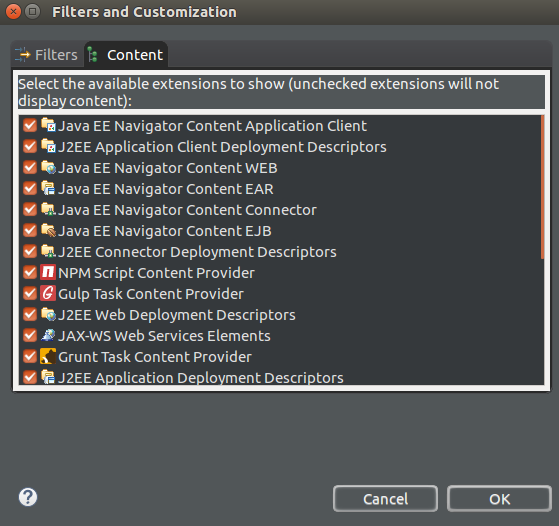 Filters and Customization
Filters
Content
Select the available extensions to show (unchecked extensions will not
display content):
Java EE Navigator Content Application Client
J2EE Application Client Deployment Descriptors
Java EE Navigator Content WEB
Java EE Navigator Content EAR
Java EE Navigator Content Connector
Java EE Navigator Content EJB
J2EE Connector Deployment Descriptors
NPM Script Content Provider
Gulp Task Content Provider
J2EE Web Deployment Descriptors
JAX-WS Web Services Elements
Grunt Task Content Provider
J2EE Application Deployment Descriptors
?
Cancel
OK